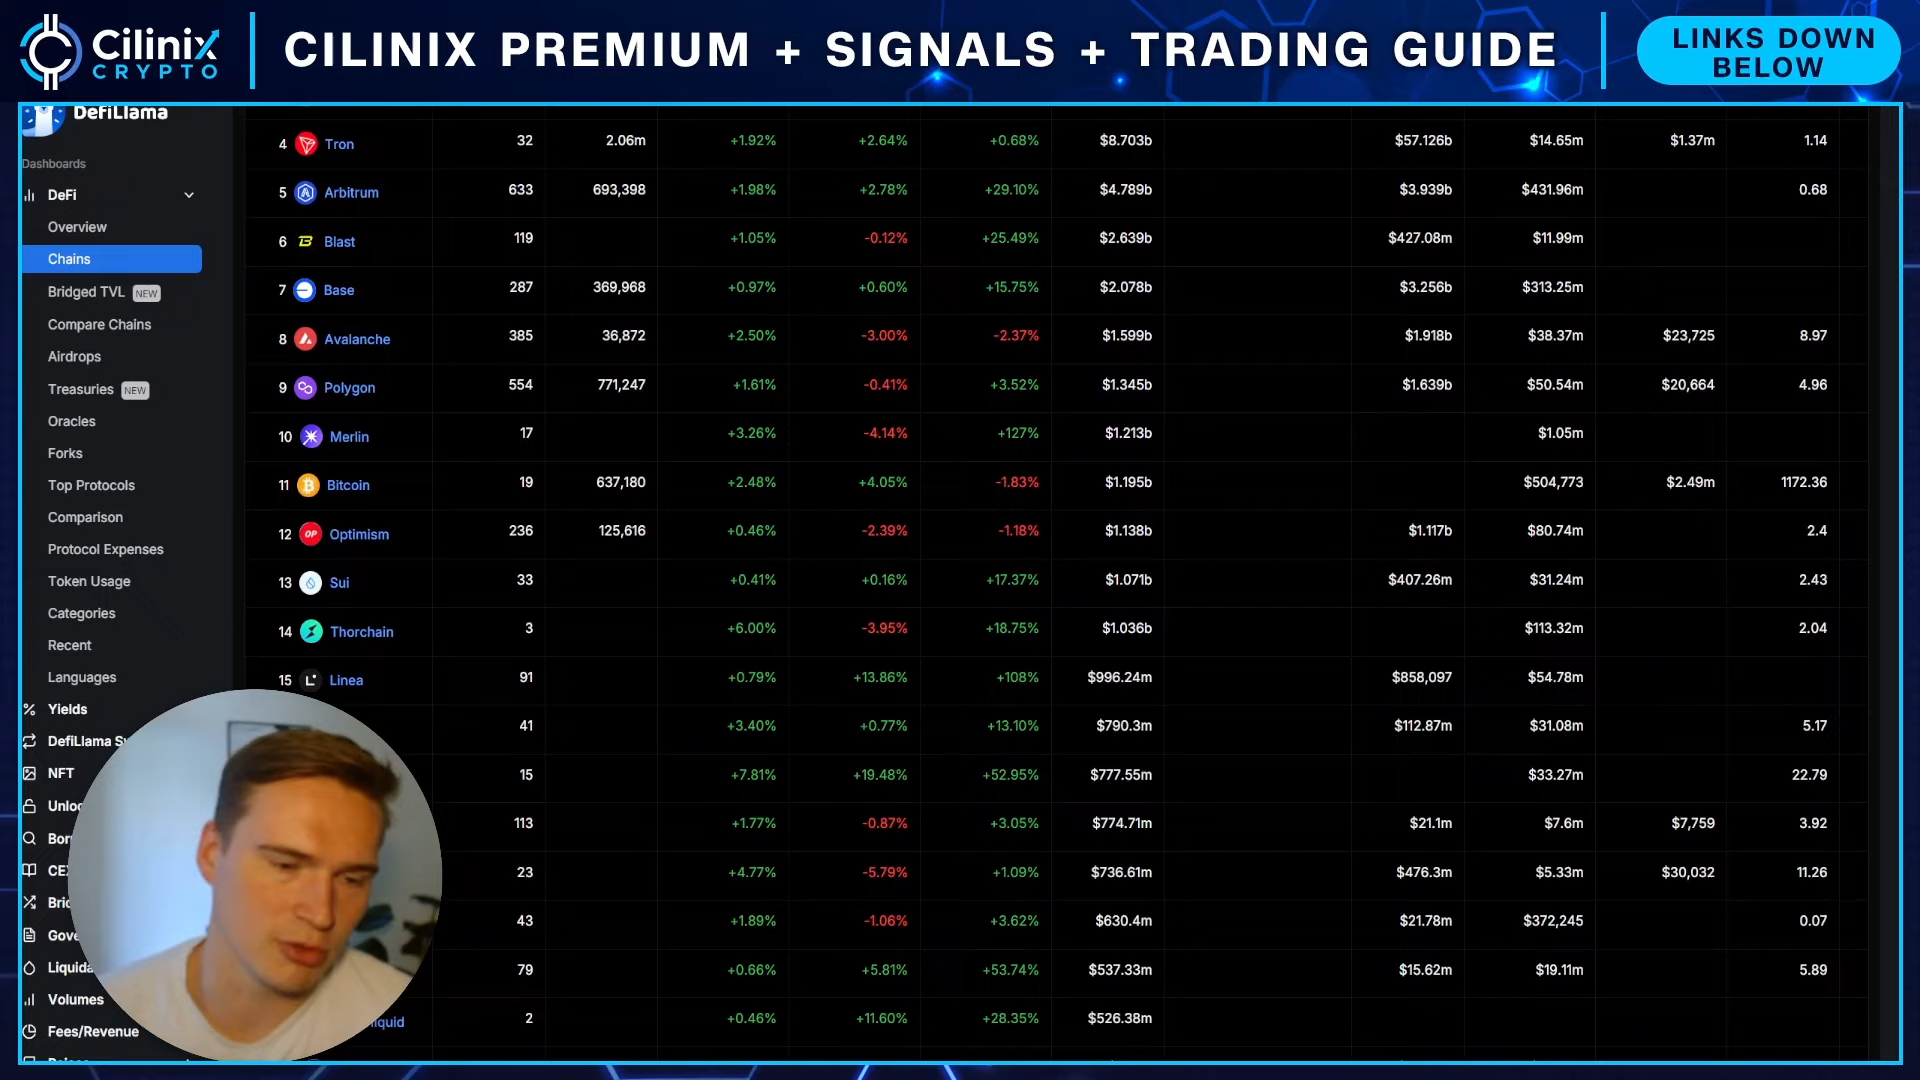 Cilinix
CRYPTO
CILINIX PREMIUM + SIGNALS + TRADING GUIDE
LINKS DOWN
BELOW
DefiLlama
Dashboards
DeFi
Overview
Chains
Bridged TVL NEW
Compare Chains
Airdrops
Treasuries NEW
Oracles
Forks
Top Protocols
Comparison
Protocol Expenses
Token Usage
Categories
Recent
Languages
Yields
DefiLlama
NFT
Volumes
Fees/Revenue
4 Tron 32 2.06m +1.92% +2.64% +0.68% $8.703b $57.126b $14.65m $1.37m 1.14
5 Arbitrum 633 693,398 +1.98% +2.78% +29.10% $4.789b $3.939b $431.96m 0.68
6 Blast 119 +1.05% -0.12% +25.49% $2.639b $427.08m $11.99m
7 Base 287 369,968 +0.97% +0.60% +15.75% $2.078b $3.256b $313.25m
8 Avalanche 385 36,872 +2.50% -3.00% -2.37% $1.599b $1.918b $38.37m $23,725 8.97
9 Polygon 554 771,247 +1.61% -0.41% +3.52% $1.345b $1.639b $50.54m $20,664 4.96
10 Merlin 17 +3.26% -4.14% +127% $1.213b $1.05m
11 Bitcoin 19 637,180 +2.48% +4.05% -1.83% $1.195b $504,773 $2.49m 1172.36
12 OP Optimism 236 125,616 +0.46% -2.39% -1.18% $1.138b $1.117b $80.74m 2.4
13 Sui 33 +0.41% +0.16% +17.37% $1.071b $407.26m $31.24m 2.43
14 Thorchain 3 +6.00% -3.95% +18.75% $1.036b $113.32m 2.04
15 Linea 91 +0.79% +13.86% +108% $996.24m $858,097 $54.78m
41 +3.40% +0.77% +13.10% $790.3m $112.87m $31.08m 5.17
15 +7.81% +19.48% +52.95% $777.55m $33.27m 22.79
113 +1.77% -0.87% +3.05% $774.71m $21.1m $7.6m $7,759 3.92
23 +4.77% -5.79% +1.09% $736.61m $476.3m $5.33m $30,032 11.26
43 +1.89% -1.06% +3.62% $630.4m $21.78m $372,245 0.07
79 +0.66% +5.81% +53.74% $537.33m $15.62m $19.11m 5.89
2 +0.46% +11.60% +28.35% $526.38m